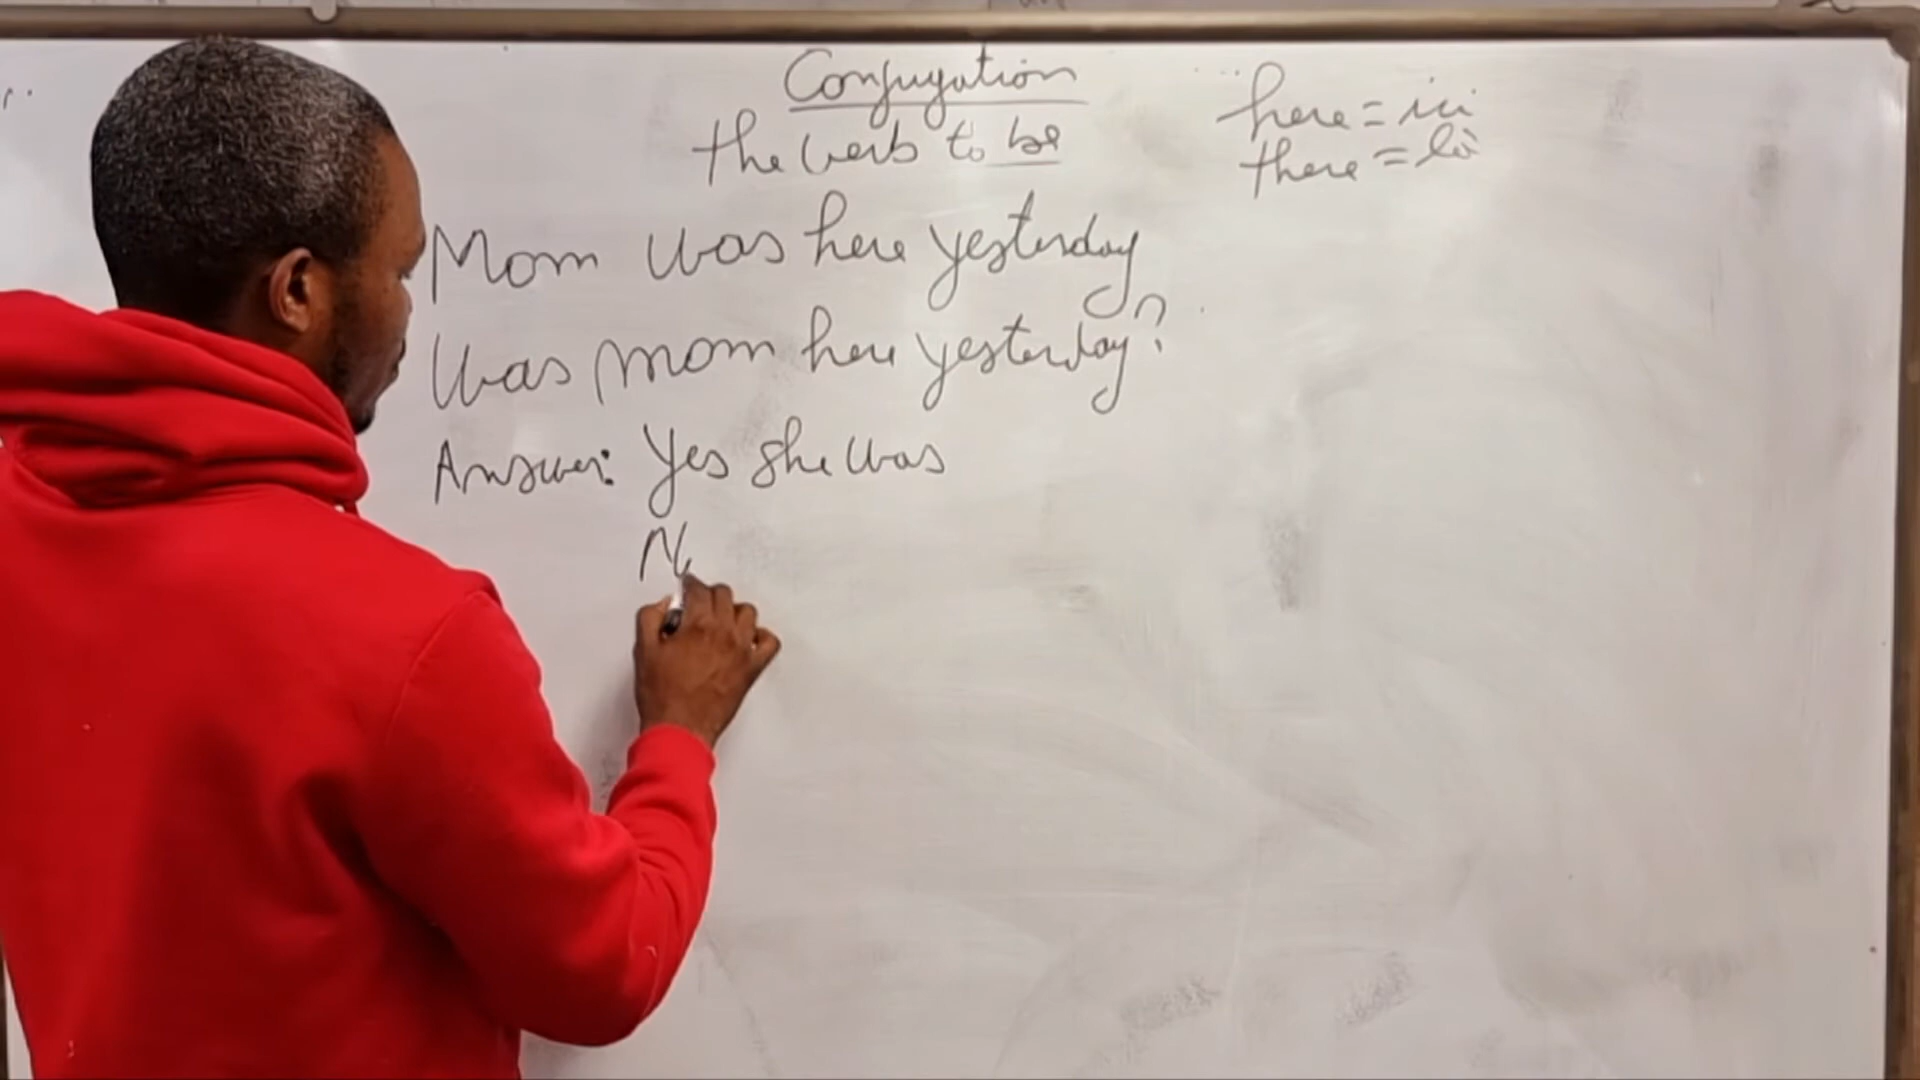 Conjugation
the verb to be
here = ici
there = là
Mom was here yesterday
Was mom here yesterday?
Answer: Yes she was
No